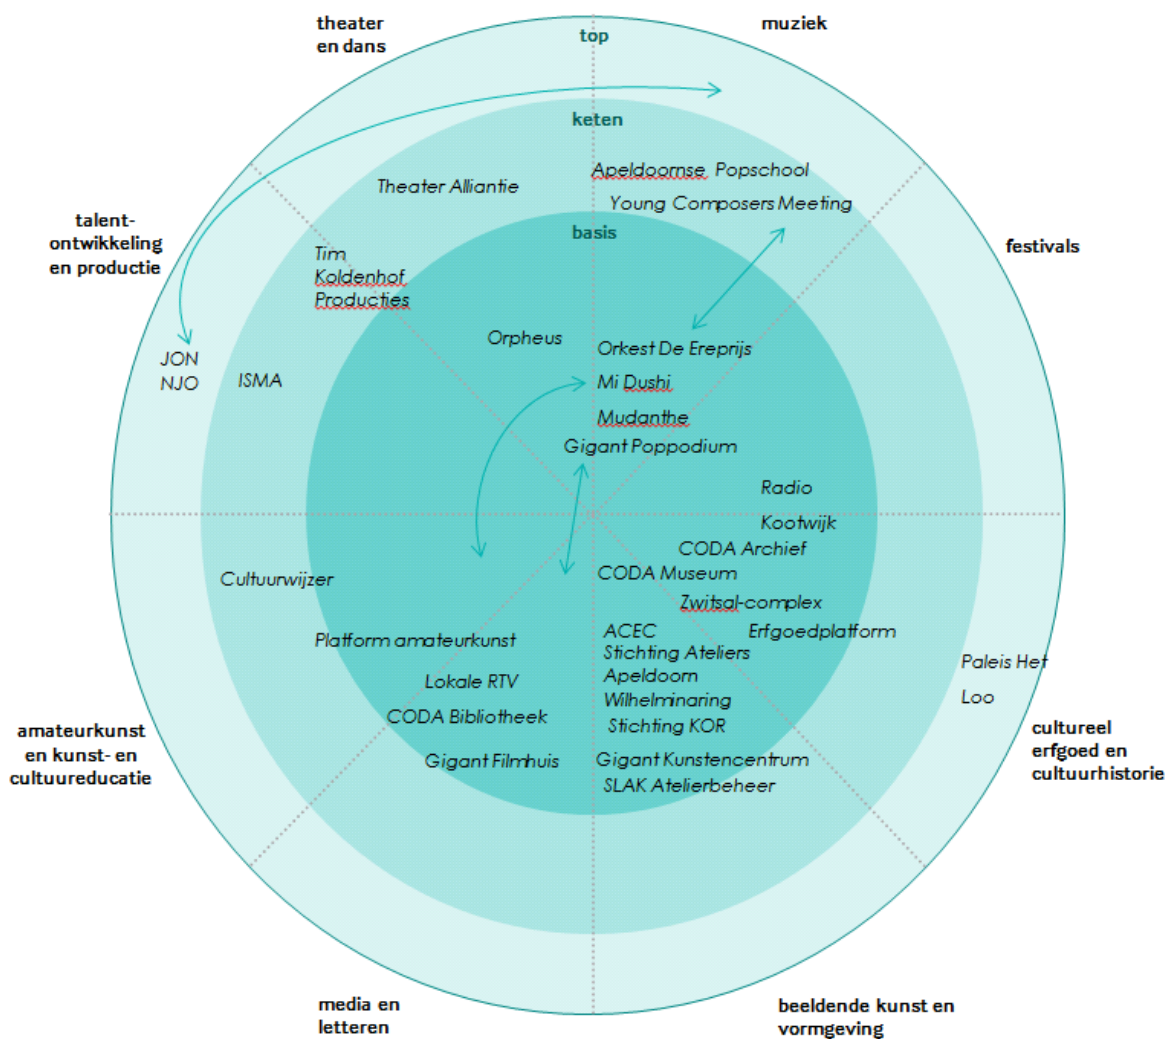 theater
en dans
muziek
top
keten
Apeldoornse Popschool
Theater Alliantie
Young Composers Meeting
talent-
ontwikkeling
en productie
basis
festivals
Tim
Koldenhof
Producties
Orpheus
Orkest De Ereprijs
JON
NJO
ISMA
Mi Dushi
Mudanthe
Gigant Poppodium
Radio
Kootwijk
CODA Archief
CODA Museum
Cultuurwijzer
Zwitsal-complex
ACEC
Erfgoedplatform
Platform amateurkunst
Stichting Ateliers
Apeldoorn
Paleis Het
Loo
Lokale RTV
Wilhelminaring
CODA Bibliotheek
Stichting KOR
amateurkunst
en kunst- en
cultuureducatie
cultureel
erfgoed en
cultuurhistorie
Gigant Filmhuis
Gigant Kunstencentrum
SLAK Atelierbeheer
media en
letteren
beeldende kunst en
vormgeving